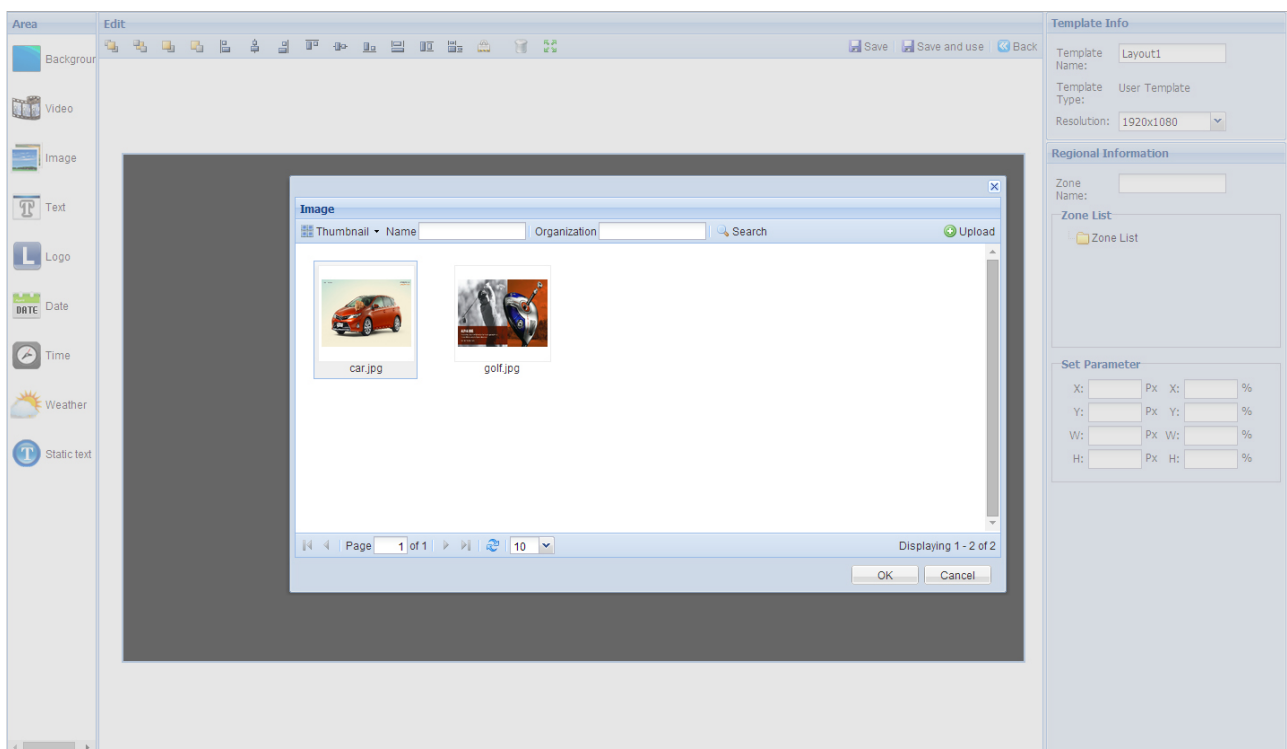 Area
Backgroun
Video
Image
Text
Logo
DATE Date
Time
Weather
Static text
Edit
Save Save and use Back
Template Info
Template Name: Layout1
Template Type: User Template
Resolution: 1920x1080
Regional Information
Zone Name:
Zone List
Zone List
Set Parameter
X: Px X: %
Y: Px Y: %
W: Px W: %
H: Px H: %
Image
Thumbnail Name Organization Search Upload
car.jpg golf.jpg
Page 1 of 1 10 Displaying 1 - 2 of 2
OK Cancel